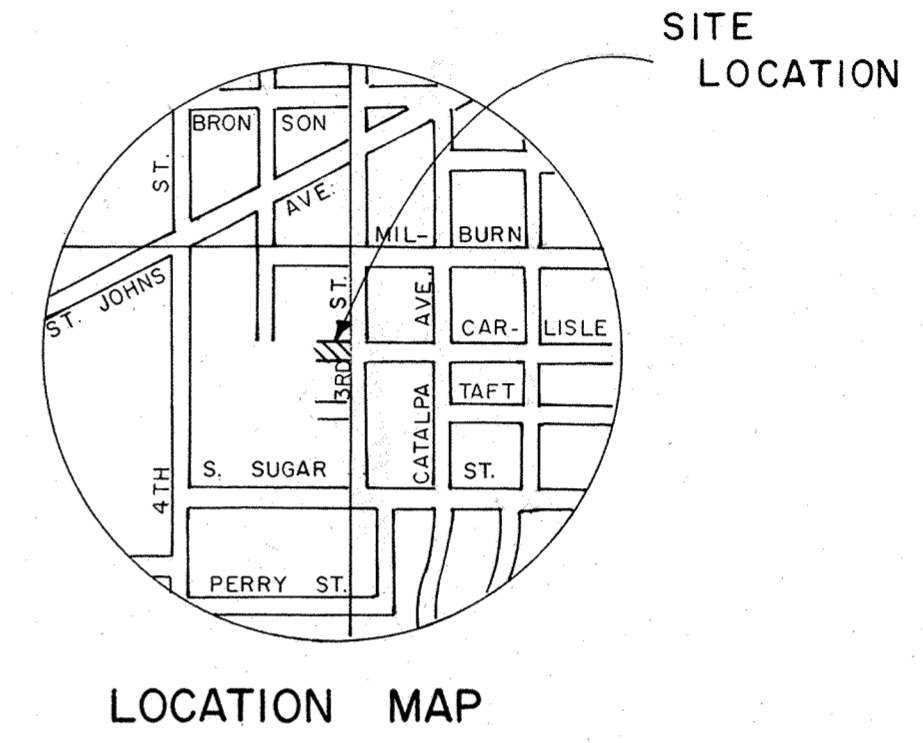 SITE
LOCATION
BRON SON
ST.
AVE.
MIL- BURN
ST. JOHNS
ST.
AVE.
CAR- LISLE
3RD
TAFT
CATALPA
S. SUGAR ST.
4TH
PERRY ST.
LOCATION MAP